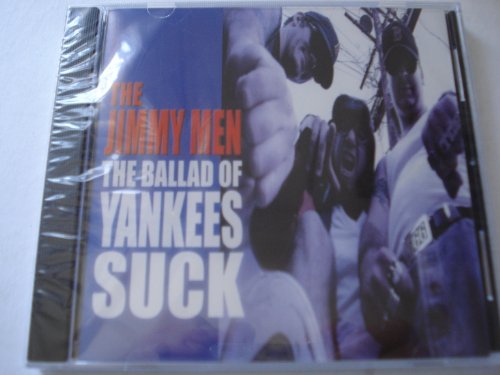 THE
JIMMY MEN
THE BALLAD OF
YANKEES
SUCK